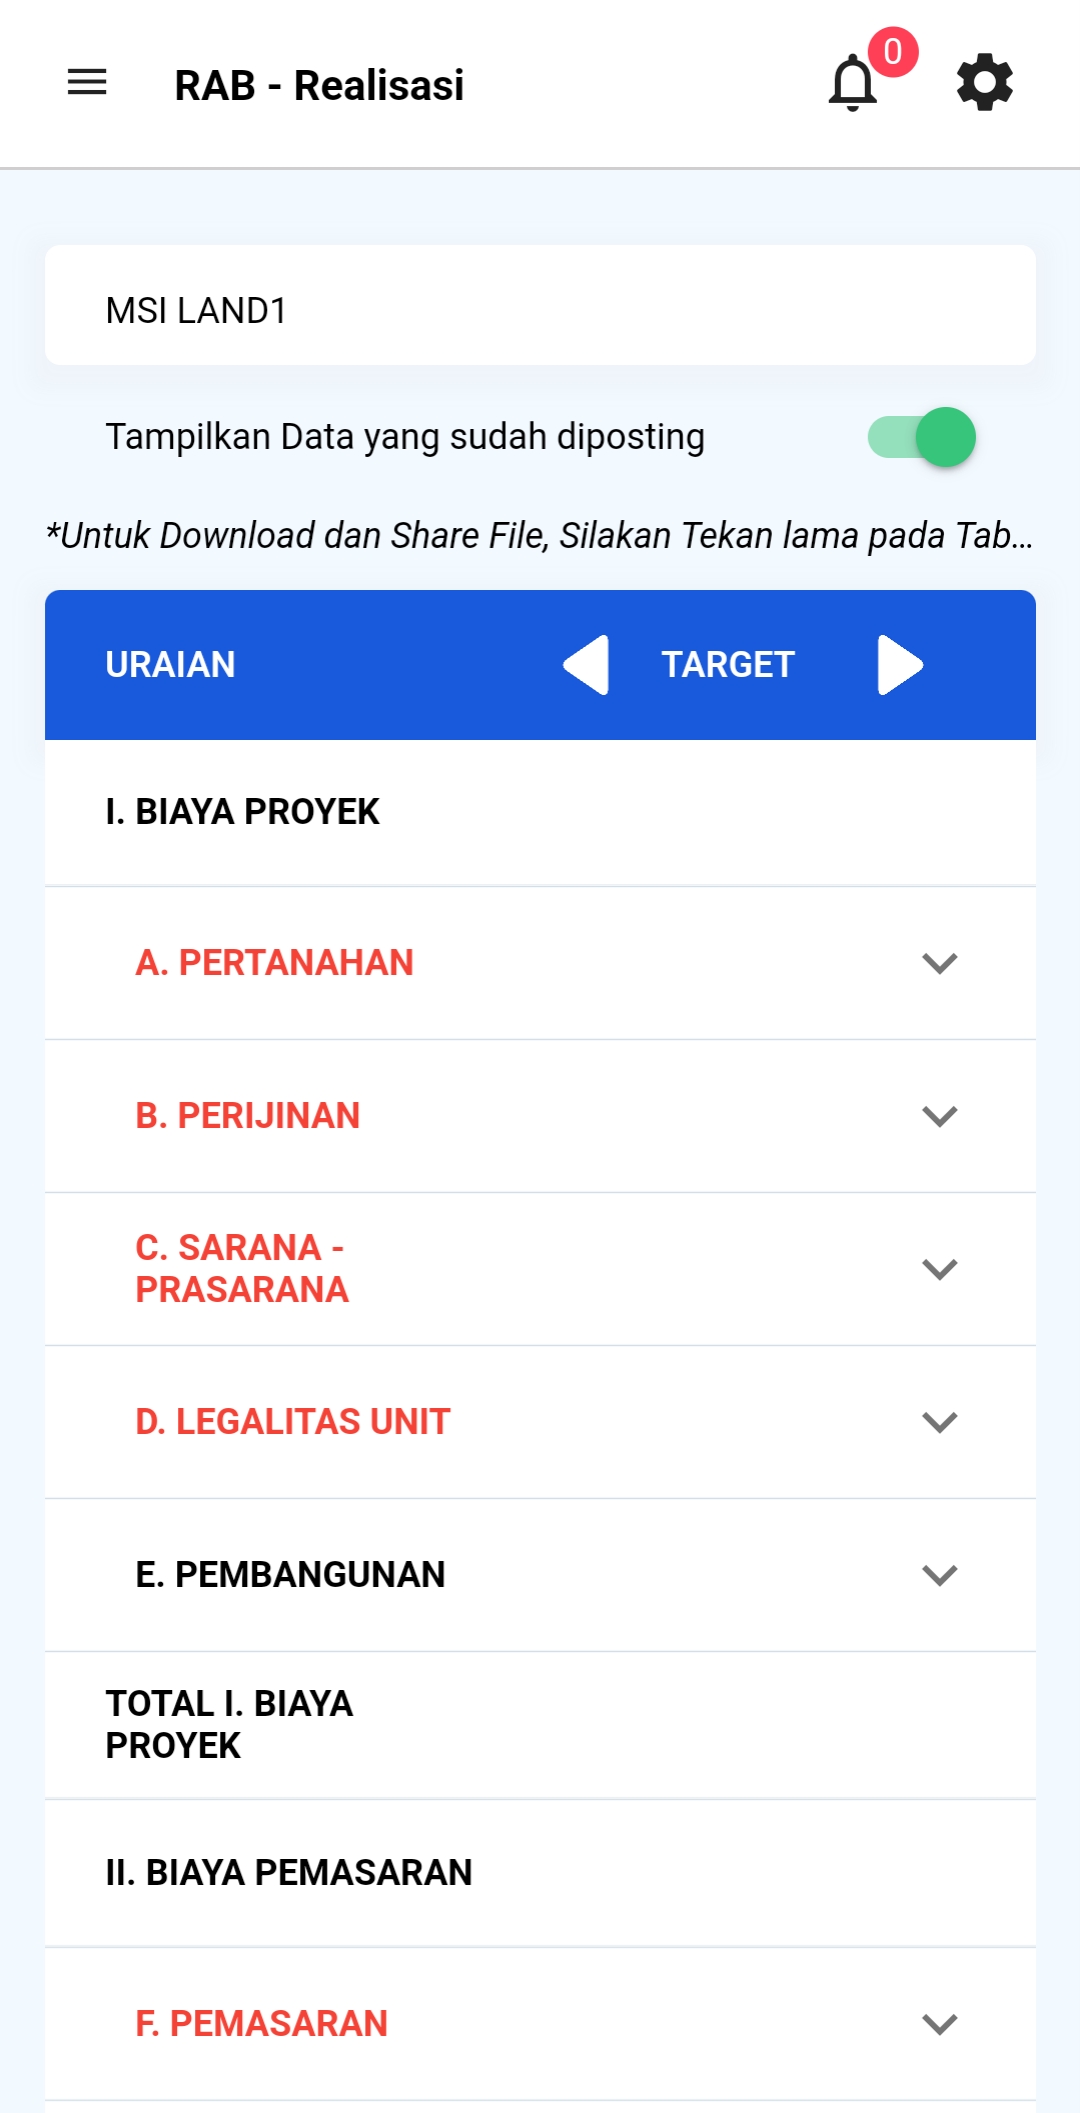 RAB - Realisasi
0
MSI LAND1
Tampilkan Data yang sudah diposting
*Untuk Download dan Share File, Silakan Tekan lama pada Tab...
URAIAN
TARGET
I. BIAYA PROYEK
A. PERTANAHAN
B. PERIJINAN
C. SARANA -
PRASARANA
D. LEGALITAS UNIT
E. PEMBANGUNAN
TOTAL I. BIAYA
PROYEK
II. BIAYA PEMASARAN
F. PEMASARAN